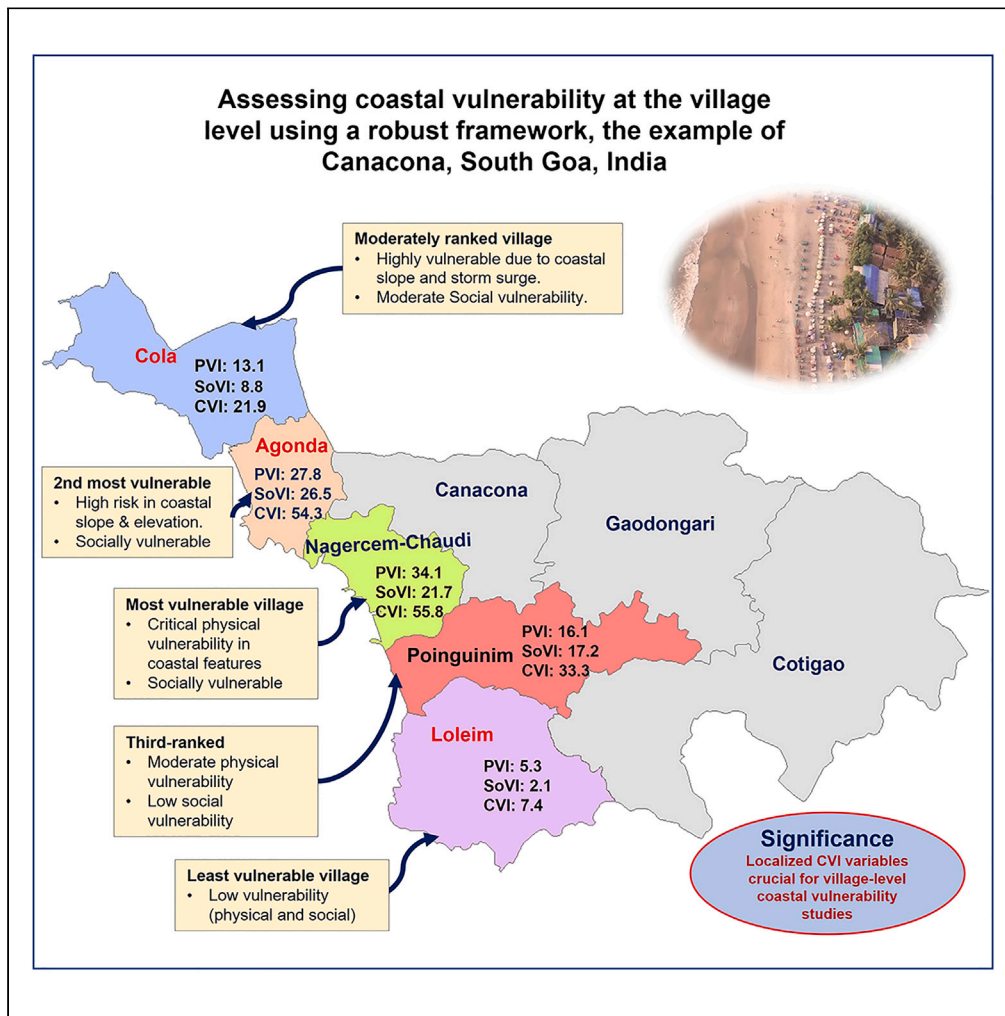 Assessing coastal vulnerability at the village
level using a robust framework, the example of
Canacona, South Goa, India
Moderately ranked village
• Highly vulnerable due to coastal
slope and storm surge.
• Moderate Social vulnerability.
Cola
PVI: 13.1
SoVI: 8.8
CVI: 21.9
Agonda
PVI: 27.8
SoVI: 26.5
CVI: 54.3
2nd most vulnerable
• High risk in coastal
slope & elevation.
• Socially vulnerable
Canacona
Gaodongari
Nagercem-Chaudi
PVI: 34.1
SoVI: 21.7
CVI: 55.8
Most vulnerable village
• Critical physical
vulnerability in
coastal features
• Socially vulnerable
Poinguinim
PVI: 16.1
SoVI: 17.2
CVI: 33.3
Cotigao
Third-ranked
• Moderate physical
vulnerability
• Low social
vulnerability
Loleim
PVI: 5.3
SoVI: 2.1
CVI: 7.4
Least vulnerable village
• Low vulnerability
(physical and social)
Significance
Localized CVI variables
crucial for village-level
coastal vulnerability
studies